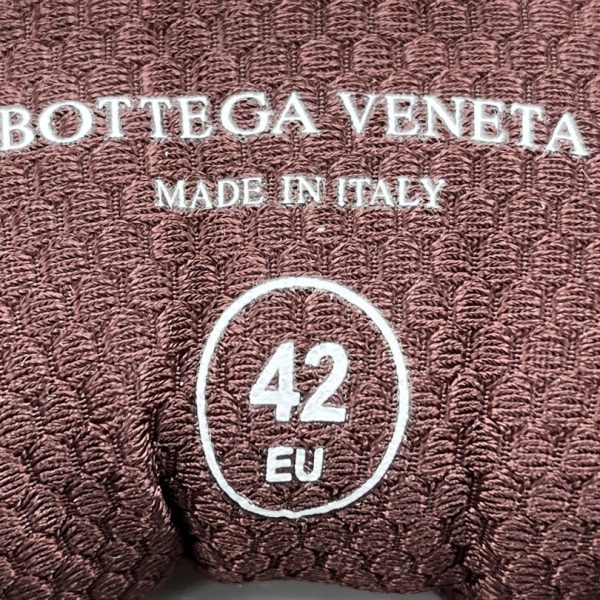 BOTTEGA VENETA
MADE IN ITALY
42
EU